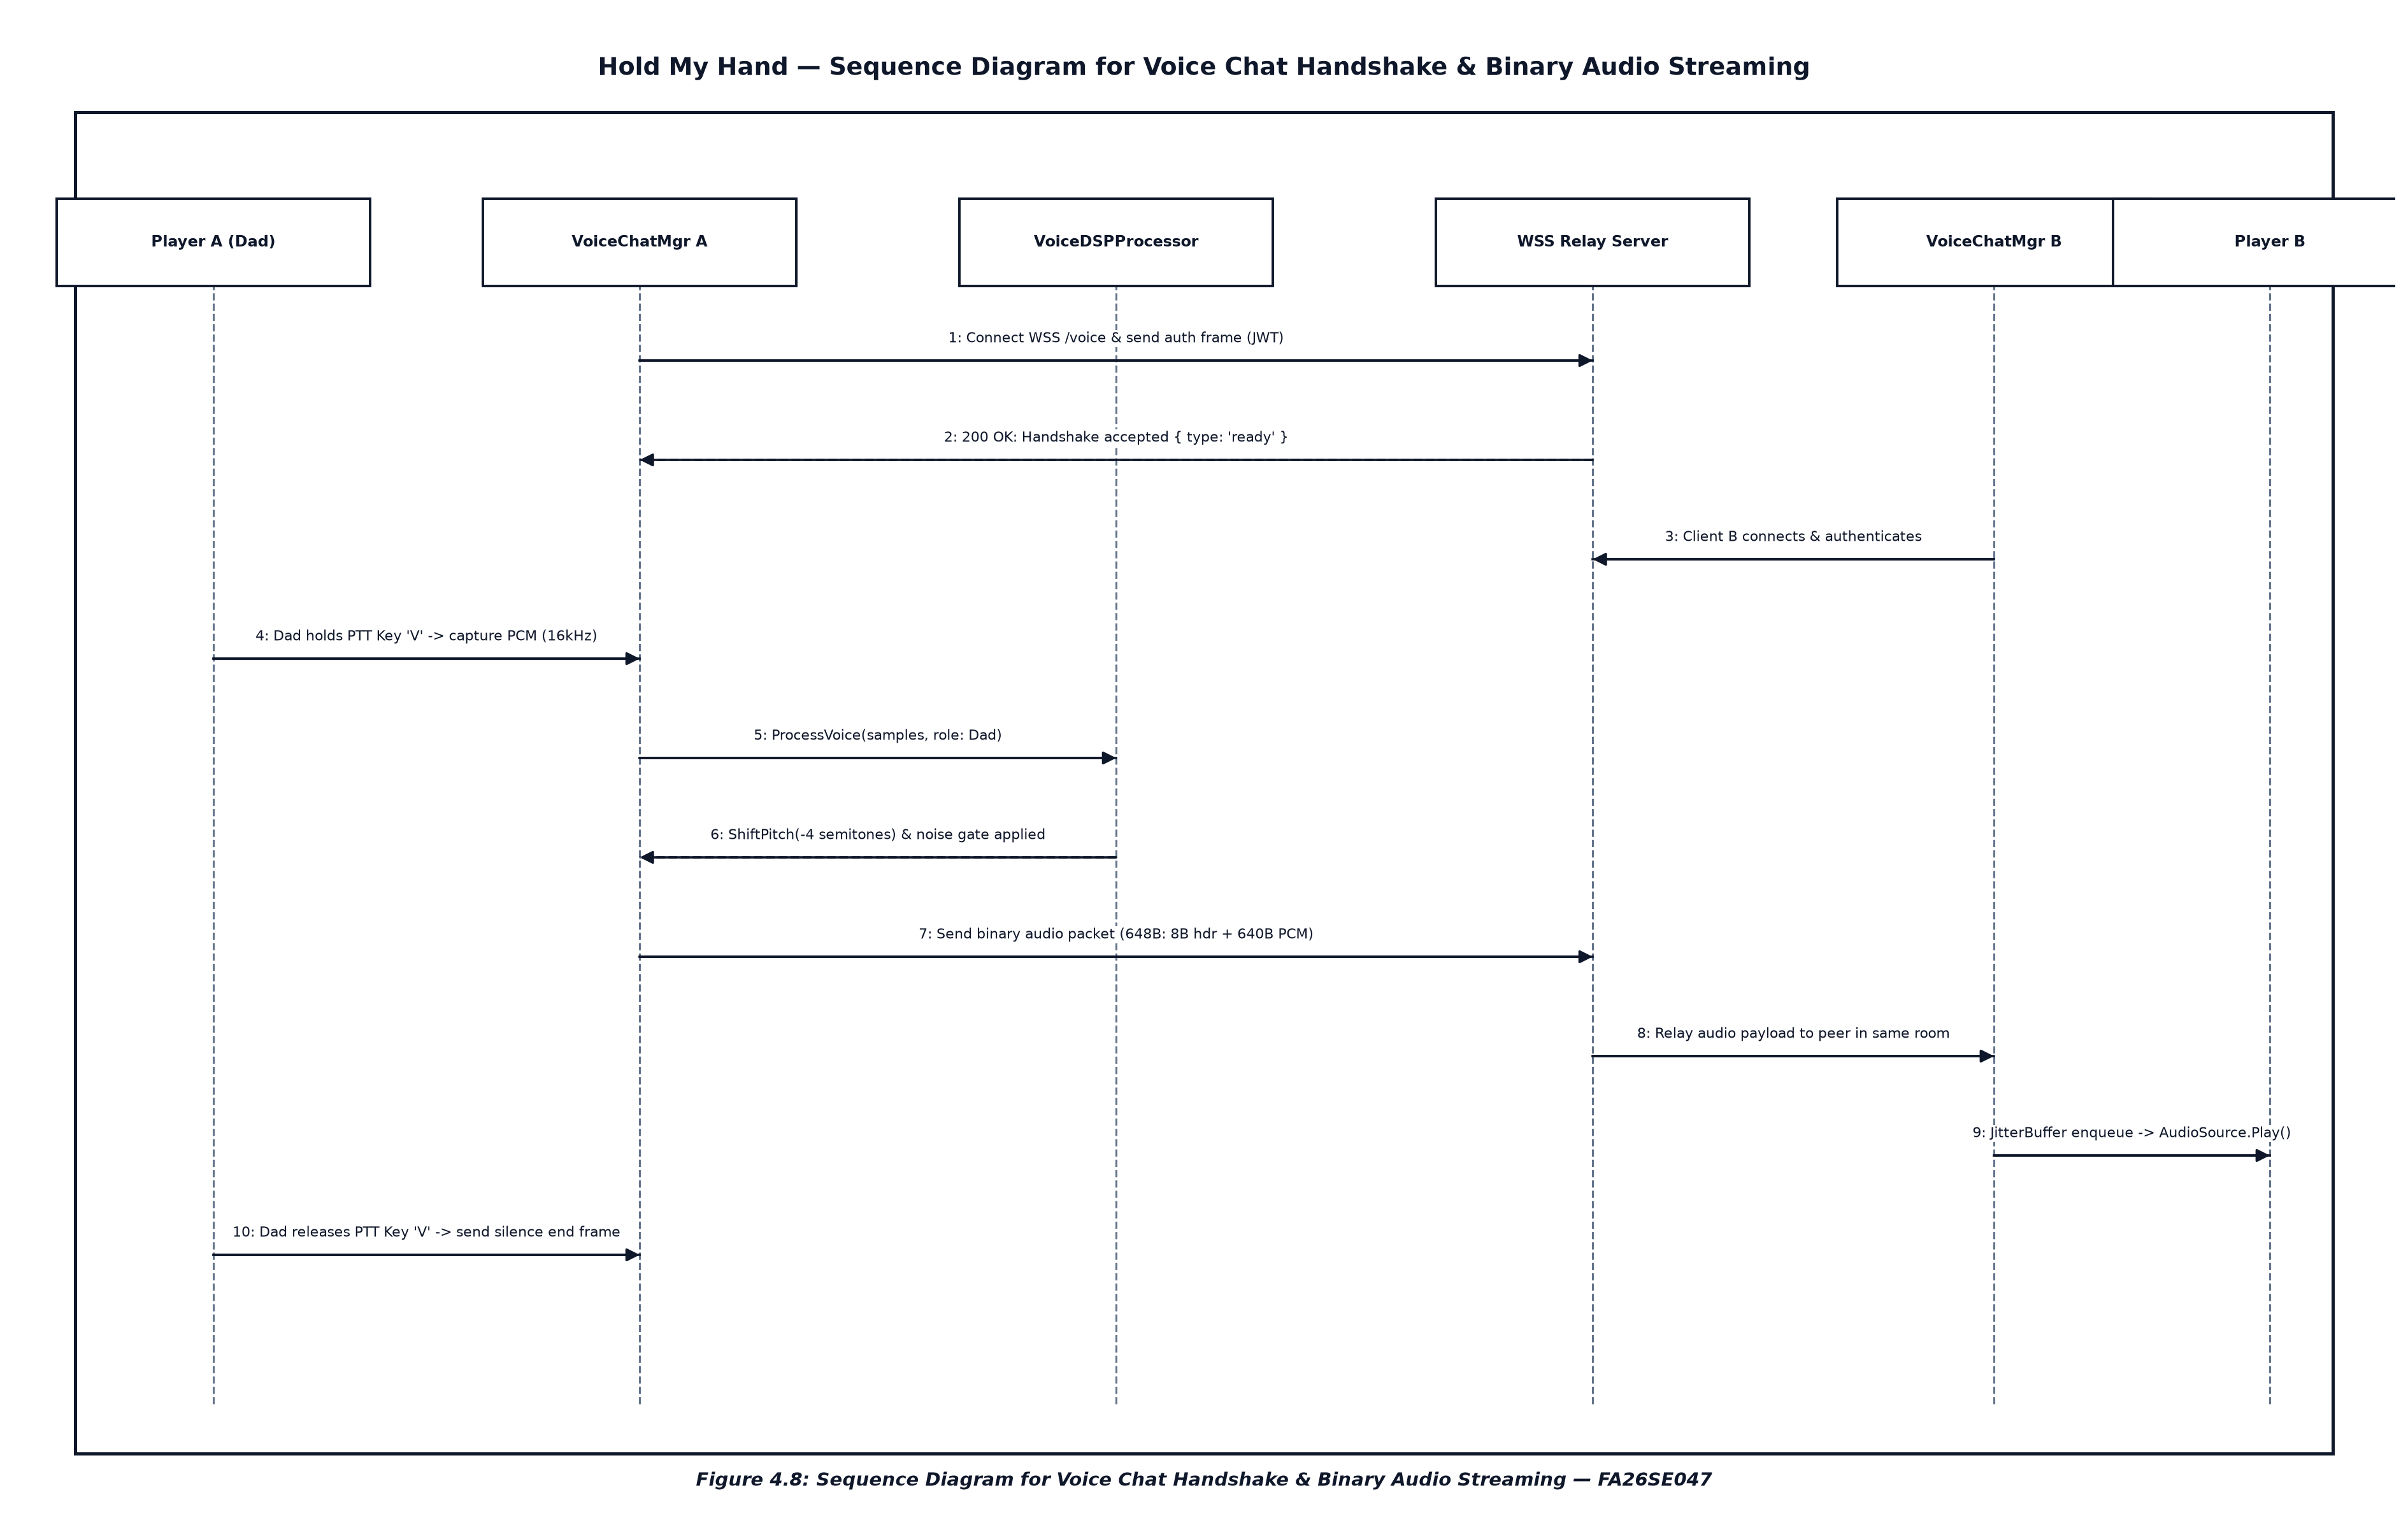 Hold My Hand — Sequence Diagram for Voice Chat Handshake & Binary Audio Streaming
Player A (Dad)
VoiceChatMgr A
VoiceDSPProcessor
WSS Relay Server
VoiceChatMgr B
Player B
1: Connect WSS /voice & send auth frame (JWT)
2: 200 OK: Handshake accepted { type: 'ready' }
3: Client B connects & authenticates
4: Dad holds PTT Key 'V' -> capture PCM (16kHz)
5: ProcessVoice(samples, role: Dad)
6: ShiftPitch(-4 semitones) & noise gate applied
7: Send binary audio packet (648B: 8B hdr + 640B PCM)
8: Relay audio payload to peer in same room
9: JitterBuffer enqueue -> AudioSource.Play()
10: Dad releases PTT Key 'V' -> send silence end frame
Figure 4.8: Sequence Diagram for Voice Chat Handshake & Binary Audio Streaming — FA26SE047